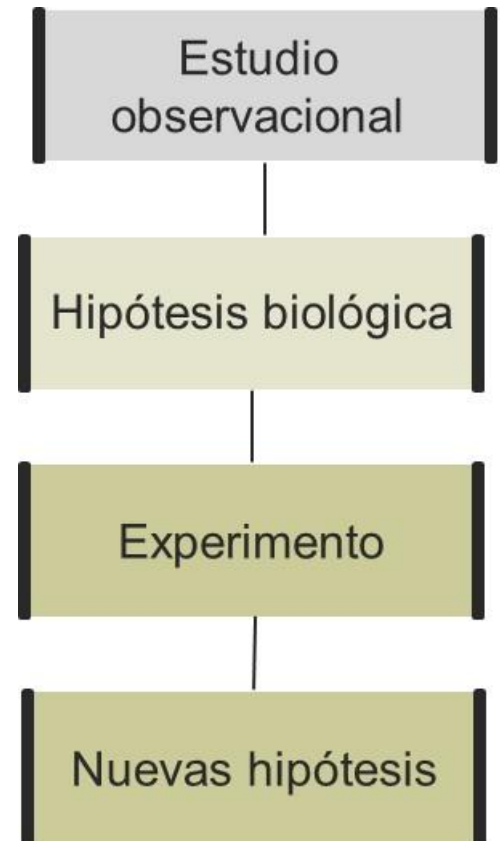 Estudio
observacional
Hipótesis biológica
Experimento
Nuevas hipótesis